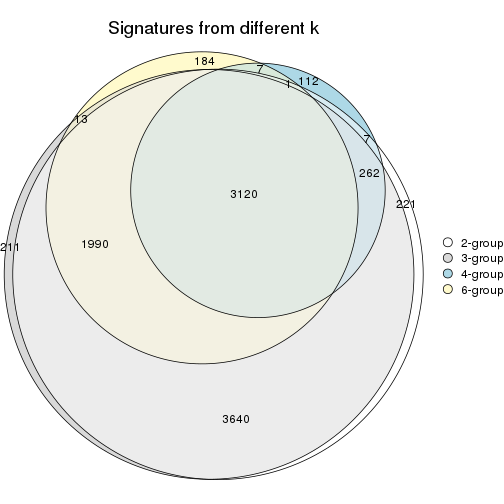 Signatures from different k
184
7
112
1
13
7
262
3120
221
1990
211
2-group
3-group
4-group
6-group
3640